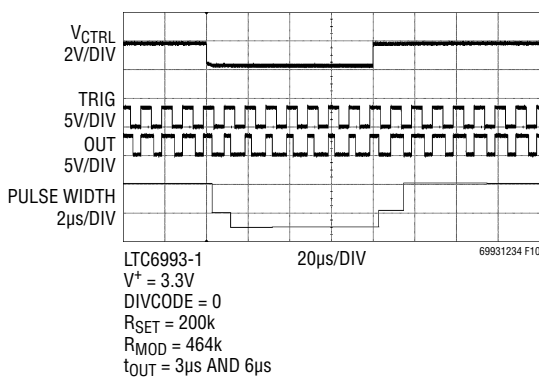 VCTRL
2V/DIV
TRIG
5V/DIV
OUT
5V/DIV
PULSE WIDTH
2µs/DIV
LTC6993-1
20µs/DIV
69931234 F10
V+ = 3.3V
DIVCODE = 0
RSET = 200k
RMOD = 464k
tOUT = 3µs AND 6µs